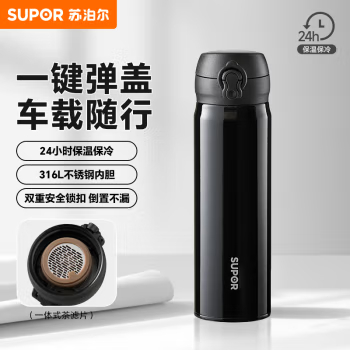 SUPOR 苏泊尔
24h
保温保冷
一键弹盖
车载随行
24小时保温保冷
316L不锈钢内胆
双重安全锁扣 倒置不漏
(一体式茶滤片)
SUPOR